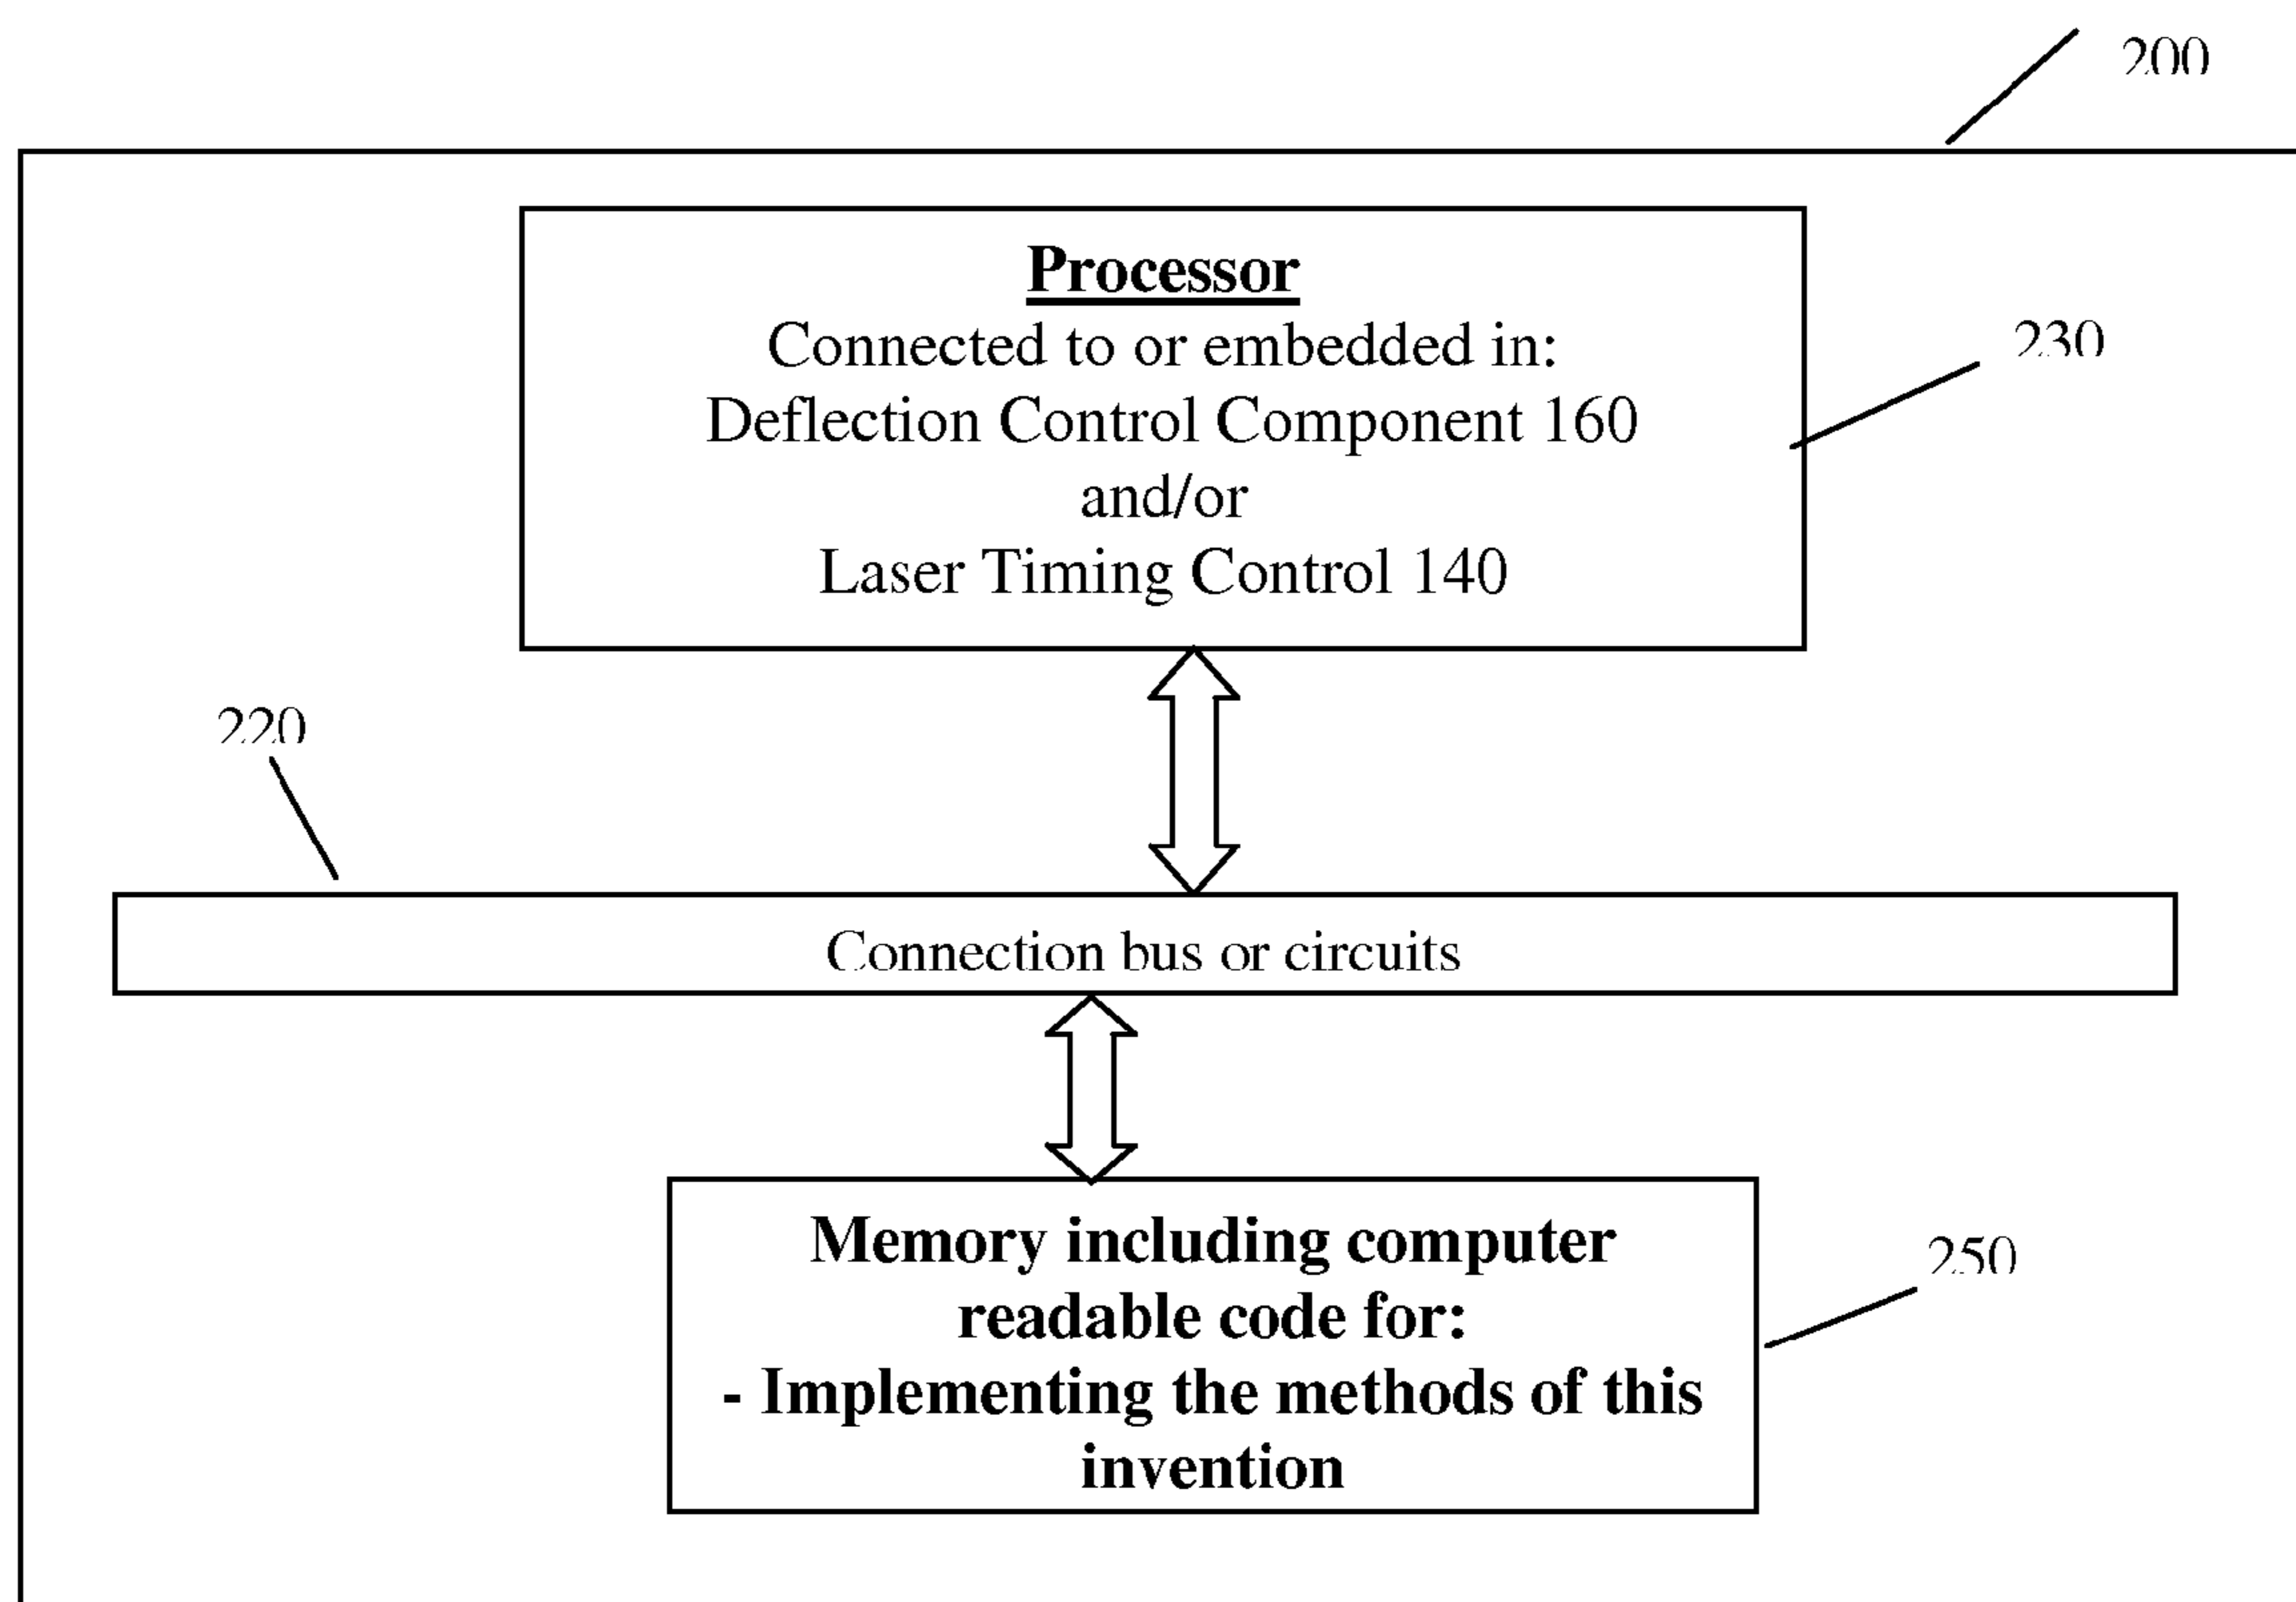 200
Processor
Connected to or embedded in:
Deflection Control Component 160
and/or
Laser Timing Control 140
230
220
Connection bus or circuits
Memory including computer
readable code for:
- Implementing the methods of this
invention
250